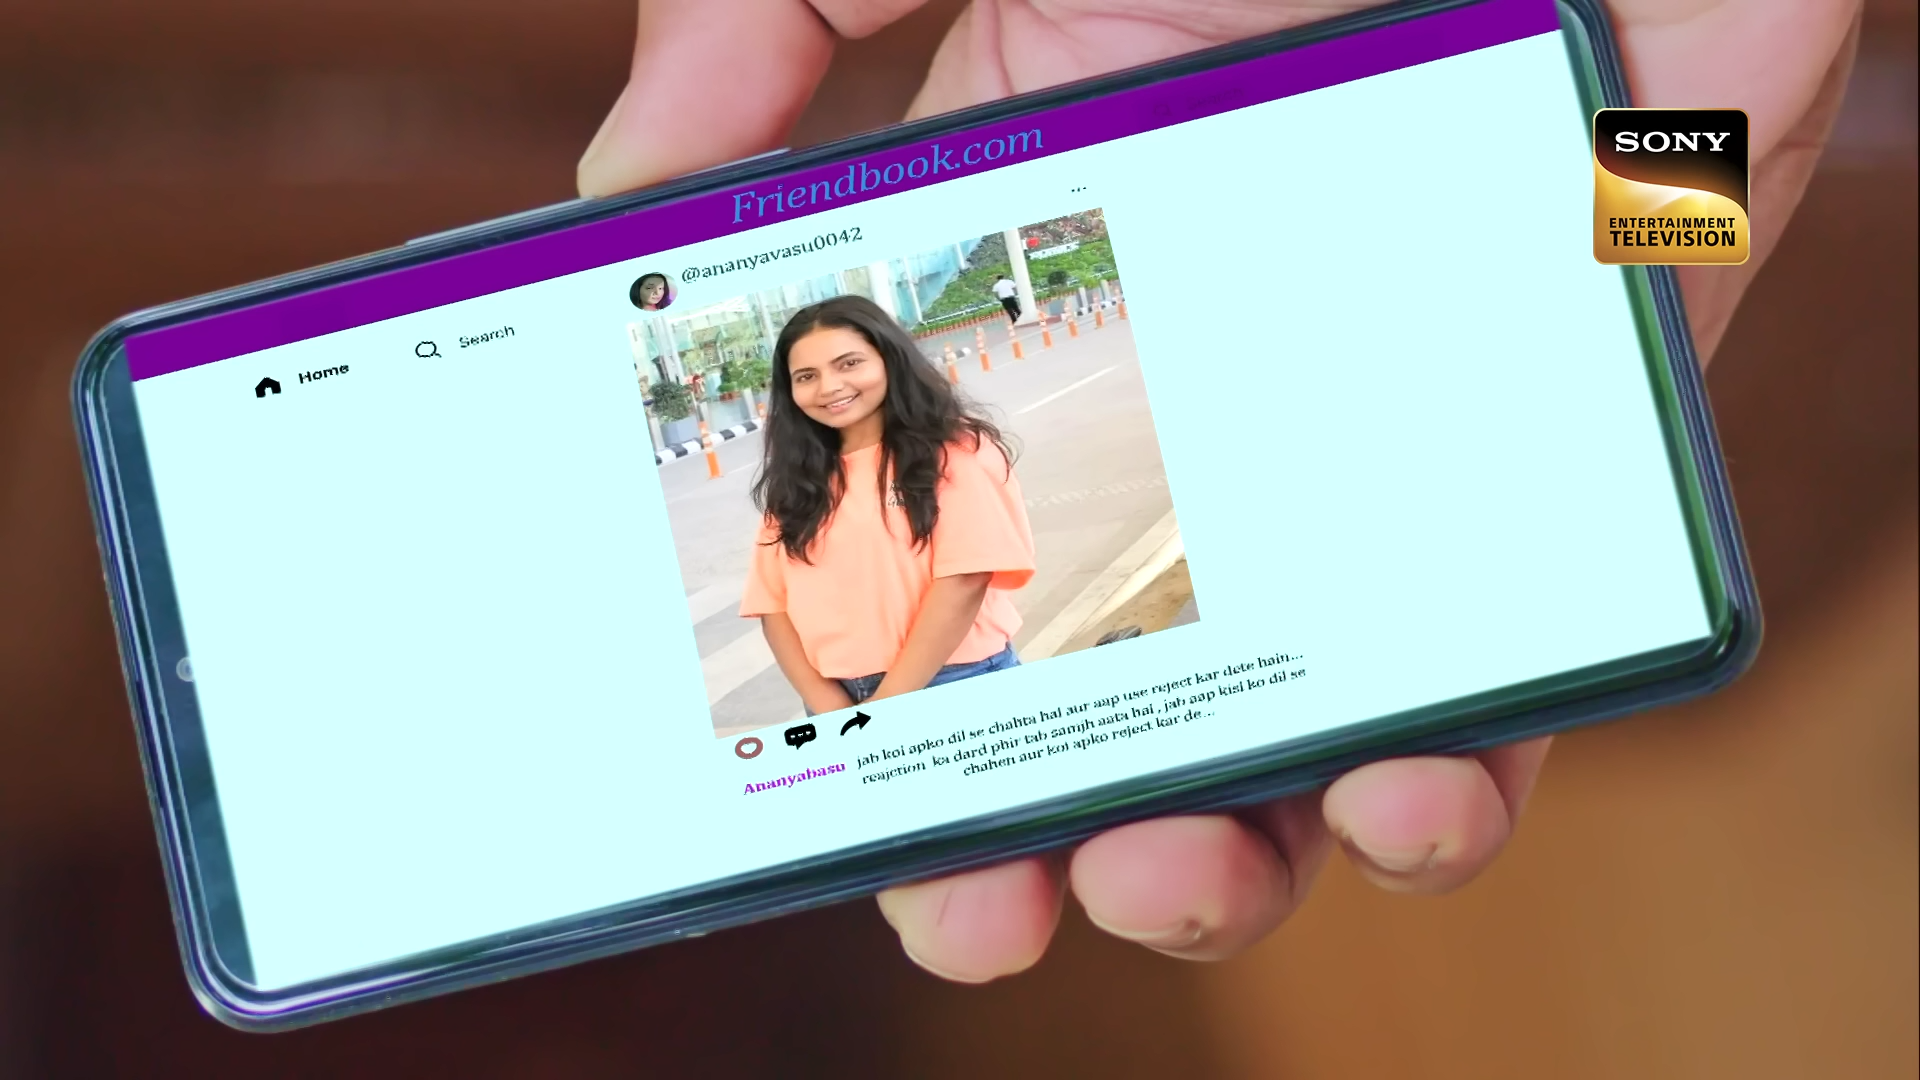 SONY
ENTERTAINMENT
TELEVISION
Friendbook.com
...
@ananyavasu0042
Home
Search
Ananyabasu
jab koi apko dil se chahta hai aur aap use reject kar dete hain...
reajction ka dard phir tab samjh aata hai , jab aap kisi ko dil se
chahen aur koi apko reject kar de...